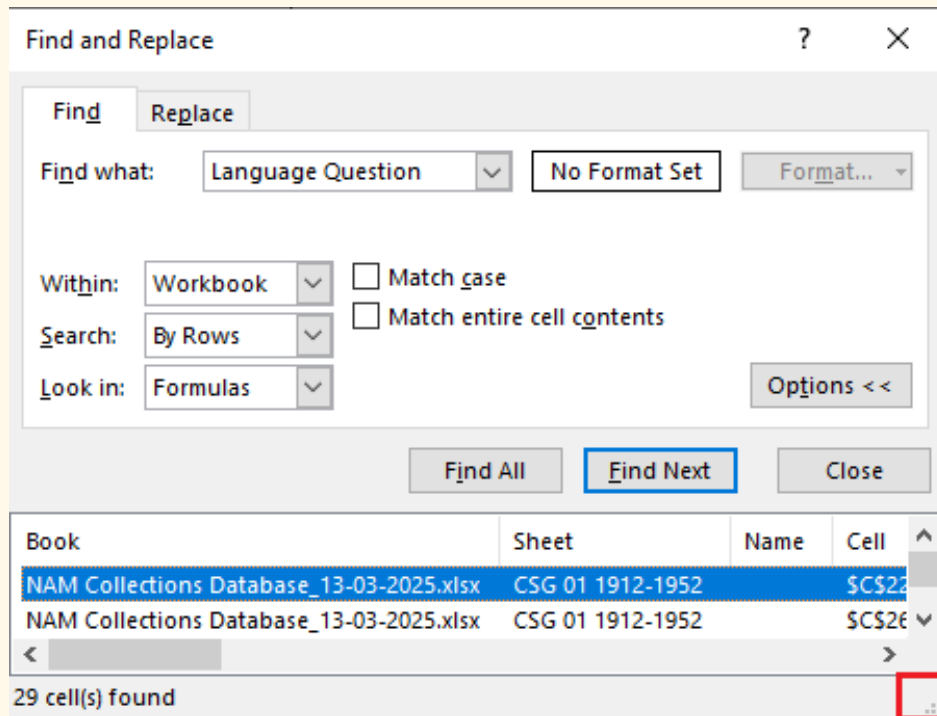 Find and Replace ?
Find Replace
Find what: Language Question No Format Set Format...
Within: Workbook Match case
Match entire cell contents
Search: By Rows
Look in: Formulas Options <<
Find All Find Next Close
Book Sheet Name Cell
NAM Collections Database_13-03-2025.xlsx CSG 01 1912-1952 $C$22
NAM Collections Database_13-03-2025.xlsx CSG 01 1912-1952 $C$26
29 cell(s) found